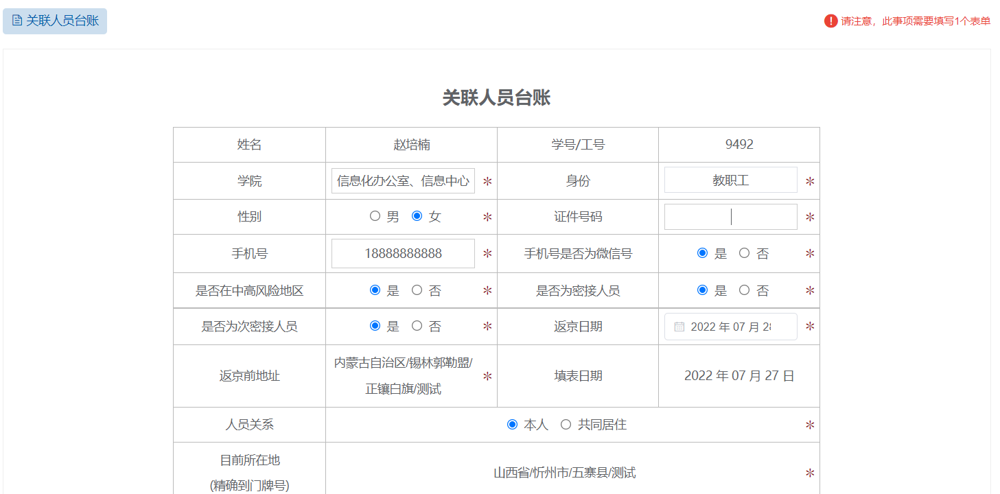 关联人员台账
请注意，此事项需要填写1个表单
关联人员台账
姓名 赵培楠 学号/工号 9492
学院 信息化办公室、信息中心 * 身份 教职工 *
性别 男 女 * 证件号码 *
手机号 18888888888 * 手机号是否为微信号 是 否 *
是否在中高风险地区 是 否 * 是否为密接人员 是 否 *
是否为次密接人员 是 否 * 返京日期 2022 年 07 月 28 *
返京前地址 内蒙古自治区/锡林郭勒盟/
正镶白旗/测试 * 填表日期 2022 年 07 月 27 日
人员关系 本人 共同居住 *
目前所在地
(精确到门牌号) 山西省/忻州市/五寨县/测试 *